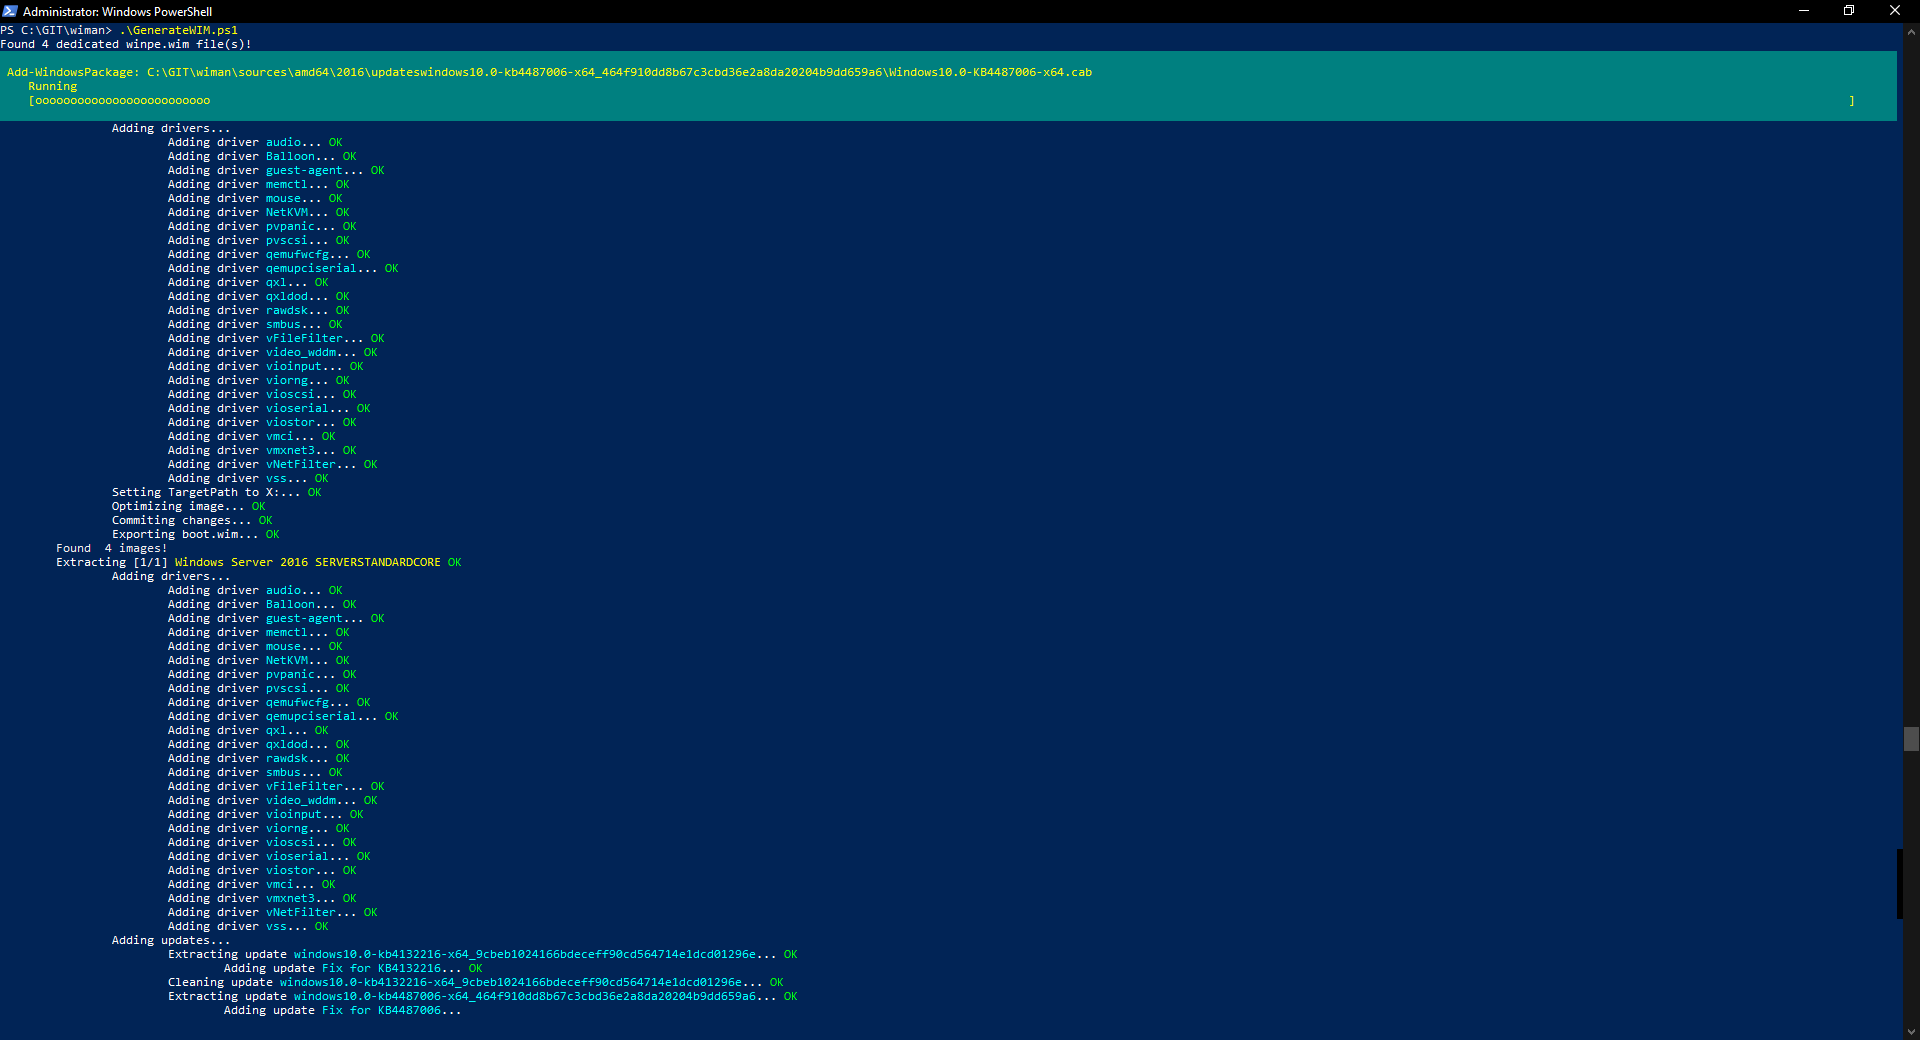 Administrator: Windows PowerShell
PS C:\GIT\wiman> .\GenerateWIM.ps1
Found 4 dedicated winpe.wim file(s)!
Add-WindowsPackage: C:\GIT\wiman\sources\amd64\2016\updateswindows10.0-kb4487006-x64_464f910dd8b67c3cbd36e2a8da20204b9dd659a6\Windows10.0-KB4487006-x64.cab
Running
[ooooooooooooooooooooooooo ]
Adding drivers...
Adding driver audio... OK
Adding driver Balloon... OK
Adding driver guest-agent... OK
Adding driver memctl... OK
Adding driver mouse... OK
Adding driver NetKVM... OK
Adding driver pvpanic... OK
Adding driver pvscsi... OK
Adding driver qemufwcfg... OK
Adding driver qemupciserial... OK
Adding driver qxl... OK
Adding driver qxldod... OK
Adding driver rawdsk... OK
Adding driver smbus... OK
Adding driver vFileFilter... OK
Adding driver video_wddm... OK
Adding driver vioinput... OK
Adding driver viorng... OK
Adding driver vioscsi... OK
Adding driver vioserial... OK
Adding driver viostor... OK
Adding driver vmci... OK
Adding driver vmxnet3... OK
Adding driver vNetFilter... OK
Adding driver vss... OK
Setting TargetPath to X:... OK
Optimizing image... OK
Commiting changes... OK
Exporting boot.wim... OK
Found  4 images!
Extracting [1/1] Windows Server 2016 SERVERSTANDARDCORE OK
Adding drivers...
Adding driver audio... OK
Adding driver Balloon... OK
Adding driver guest-agent... OK
Adding driver memctl... OK
Adding driver mouse... OK
Adding driver NetKVM... OK
Adding driver pvpanic... OK
Adding driver pvscsi... OK
Adding driver qemufwcfg... OK
Adding driver qemupciserial... OK
Adding driver qxl... OK
Adding driver qxldod... OK
Adding driver rawdsk... OK
Adding driver smbus... OK
Adding driver vFileFilter... OK
Adding driver video_wddm... OK
Adding driver vioinput... OK
Adding driver viorng... OK
Adding driver vioscsi... OK
Adding driver vioserial... OK
Adding driver viostor... OK
Adding driver vmci... OK
Adding driver vmxnet3... OK
Adding driver vNetFilter... OK
Adding driver vss... OK
Adding updates...
Extracting update windows10.0-kb4132216-x64_9cbeb1024166bdeceff90cd564714e1dcd01296e... OK
Adding update Fix for KB4132216... OK
Cleaning update windows10.0-kb4132216-x64_9cbeb1024166bdeceff90cd564714e1dcd01296e... OK
Extracting update windows10.0-kb4487006-x64_464f910dd8b67c3cbd36e2a8da20204b9dd659a6... OK
Adding update Fix for KB4487006...